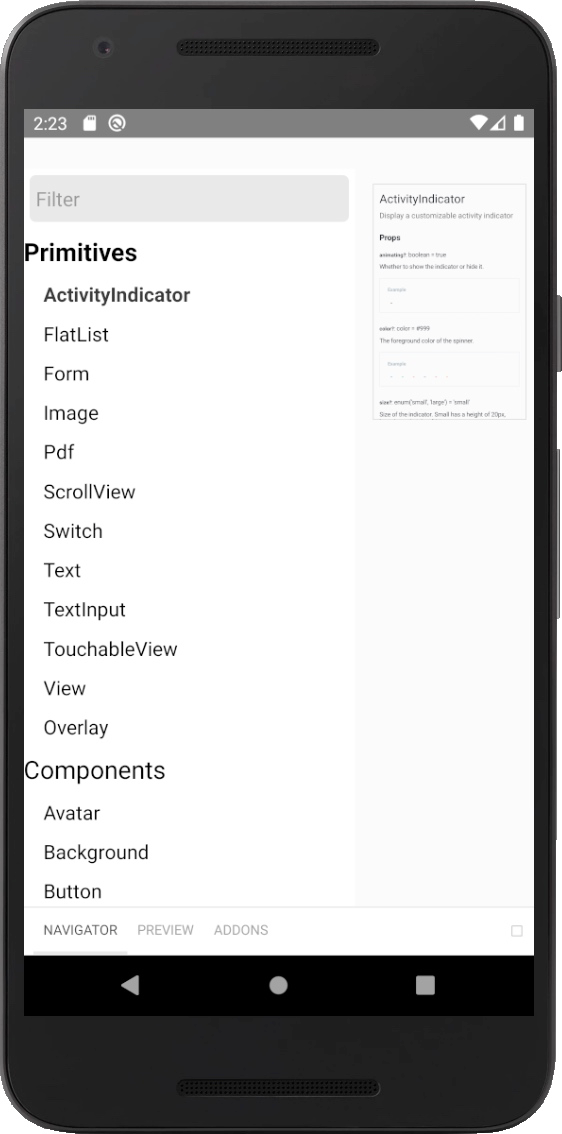 2:23
Filter
Primitives
ActivityIndicator
FlatList
Form
Image
Pdf
ScrollView
Switch
Text
TextInput
TouchableView
View
Overlay
Components
Avatar
Background
Button
ActivityIndicator
Display a customizable activity indicator
Props
animating?: boolean = true
Whether to show the indicator or hide it.
Example
color?: color = #999
The foreground color of the spinner.
Example
size?: enum('small', 'large') = 'small'
Size of the indicator. Small has a height of 20px,
NAVIGATOR PREVIEW ADDONS